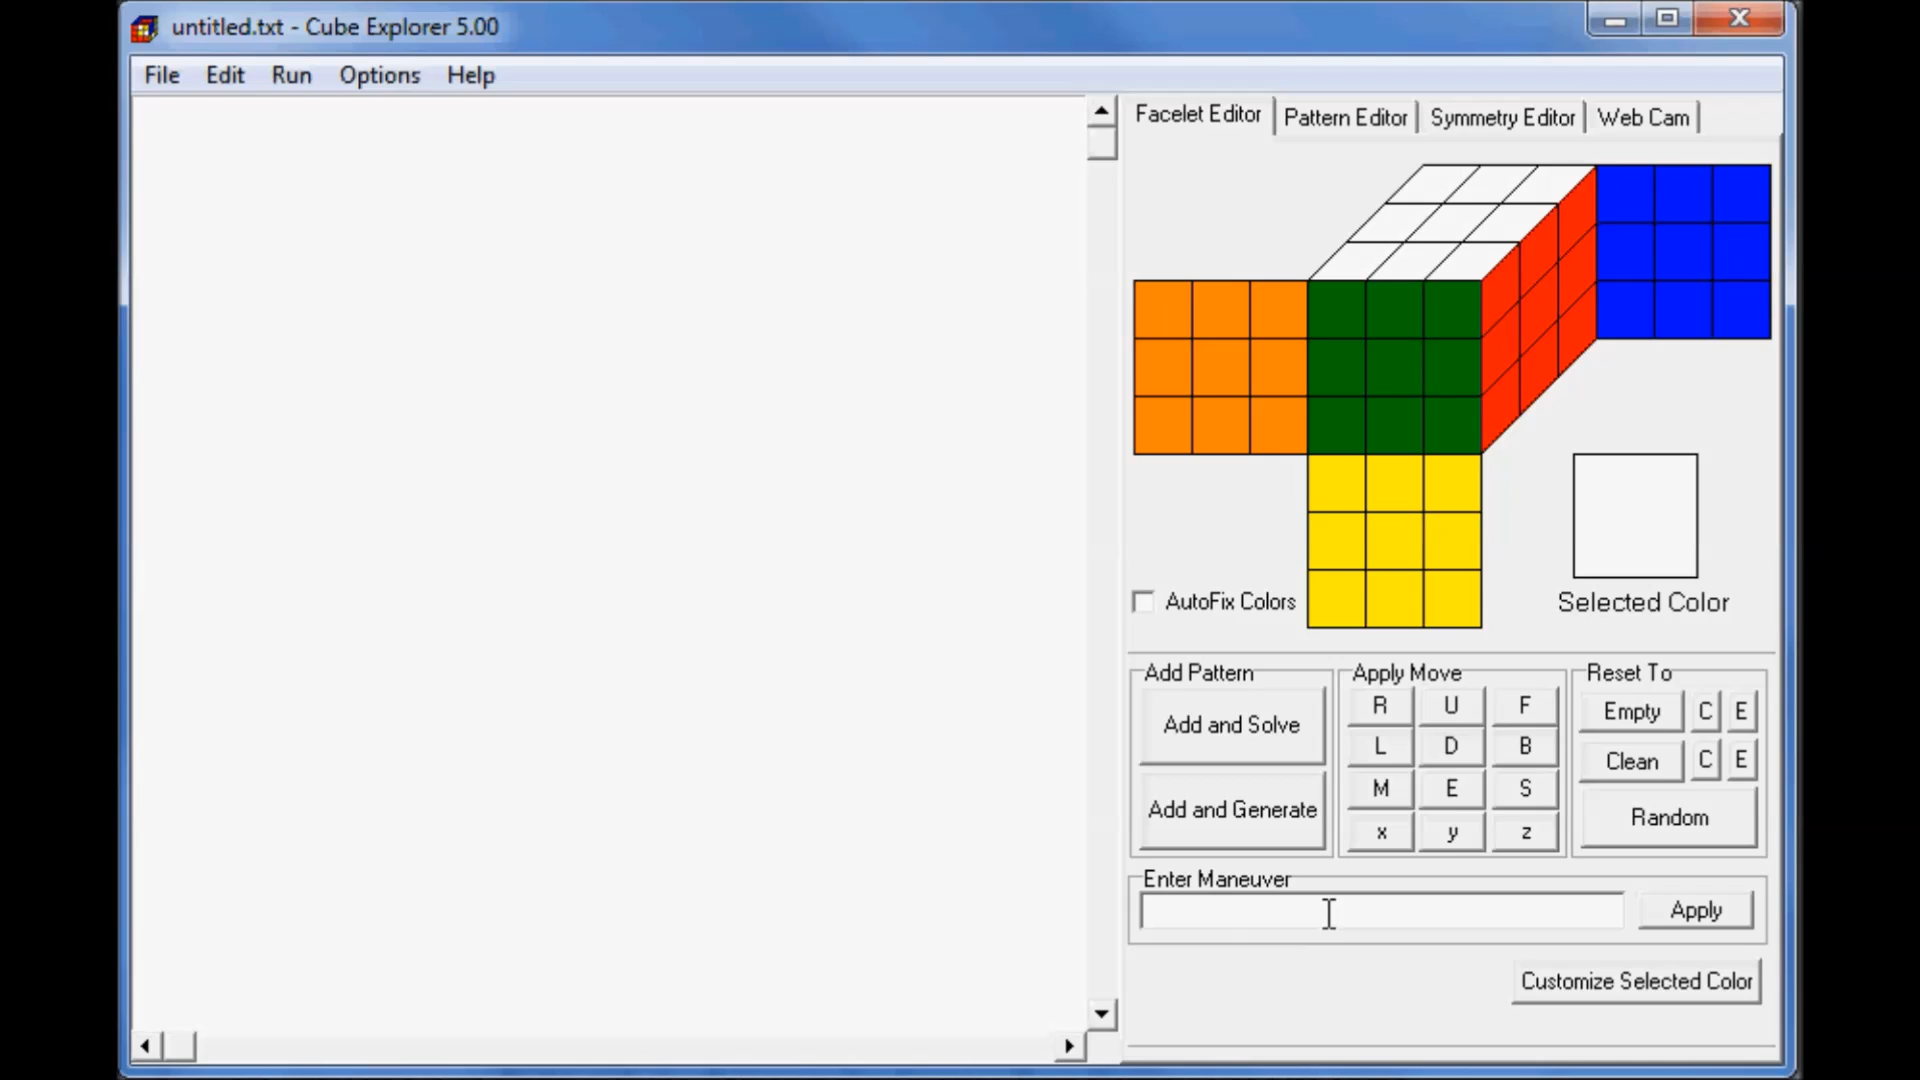 untitled.txt - Cube Explorer 5.00
File Edit Run Options Help
Facelet Editor Pattern Editor Symmetry Editor Web Cam
AutoFix Colors
Selected Color
Add Pattern
Add and Solve
Add and Generate
Apply Move
R U F
L D B
M E S
x y z
Reset To
Empty C E
Clean C E
Random
Enter Maneuver
Apply
Customize Selected Color